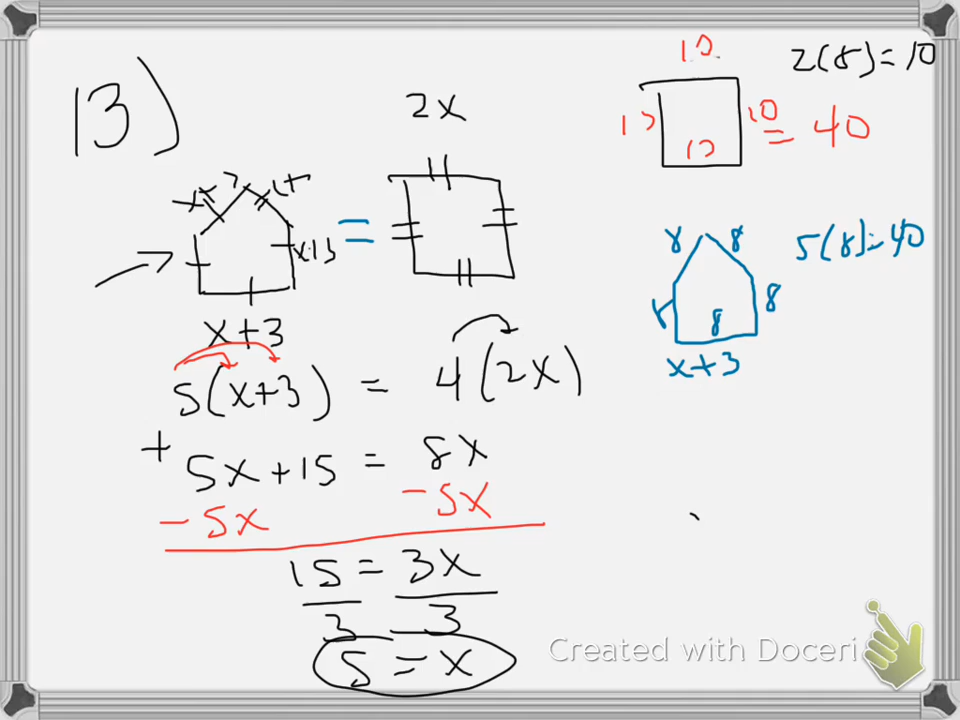 13)
2x
x+3
x+3
x+3
=
x+3
5(x+3) = 4(2x)
+ 5x+15 = 8x
-5x -5x
15 = 3x
3 3
5 = x
10
2(8)=10
10
10
= 40
10
8
8
5(8)=40
8
8
8
x+3
Created with Doceri